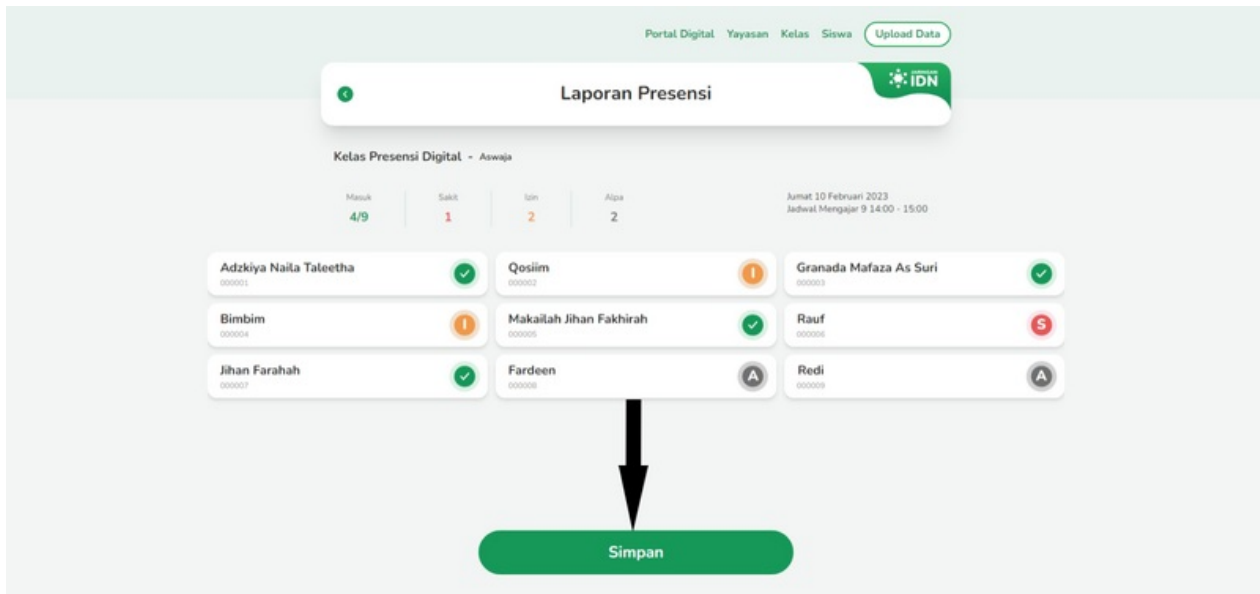 Portal Digital Yayasan Kelas Siswa Upload Data
JARINGAN
IDN
Laporan Presensi
Kelas Presensi Digital - Aswaja
Masuk Sakit Izin Alpa
4/9 1 2 2
Jumat 10 Februari 2023
Jadwal Mengajar 9 14:00 - 15:00
Adzkiya Naila Taleetha
000001
Qosiim
000002
I
Granada Mafaza As Suri
000003
Bimbim
000004
I
Makailah Jihan Fakhirah
000005
Rauf
000006
S
Jihan Farahah
000007
Fardeen
000008
A
Redi
000009
A
Simpan